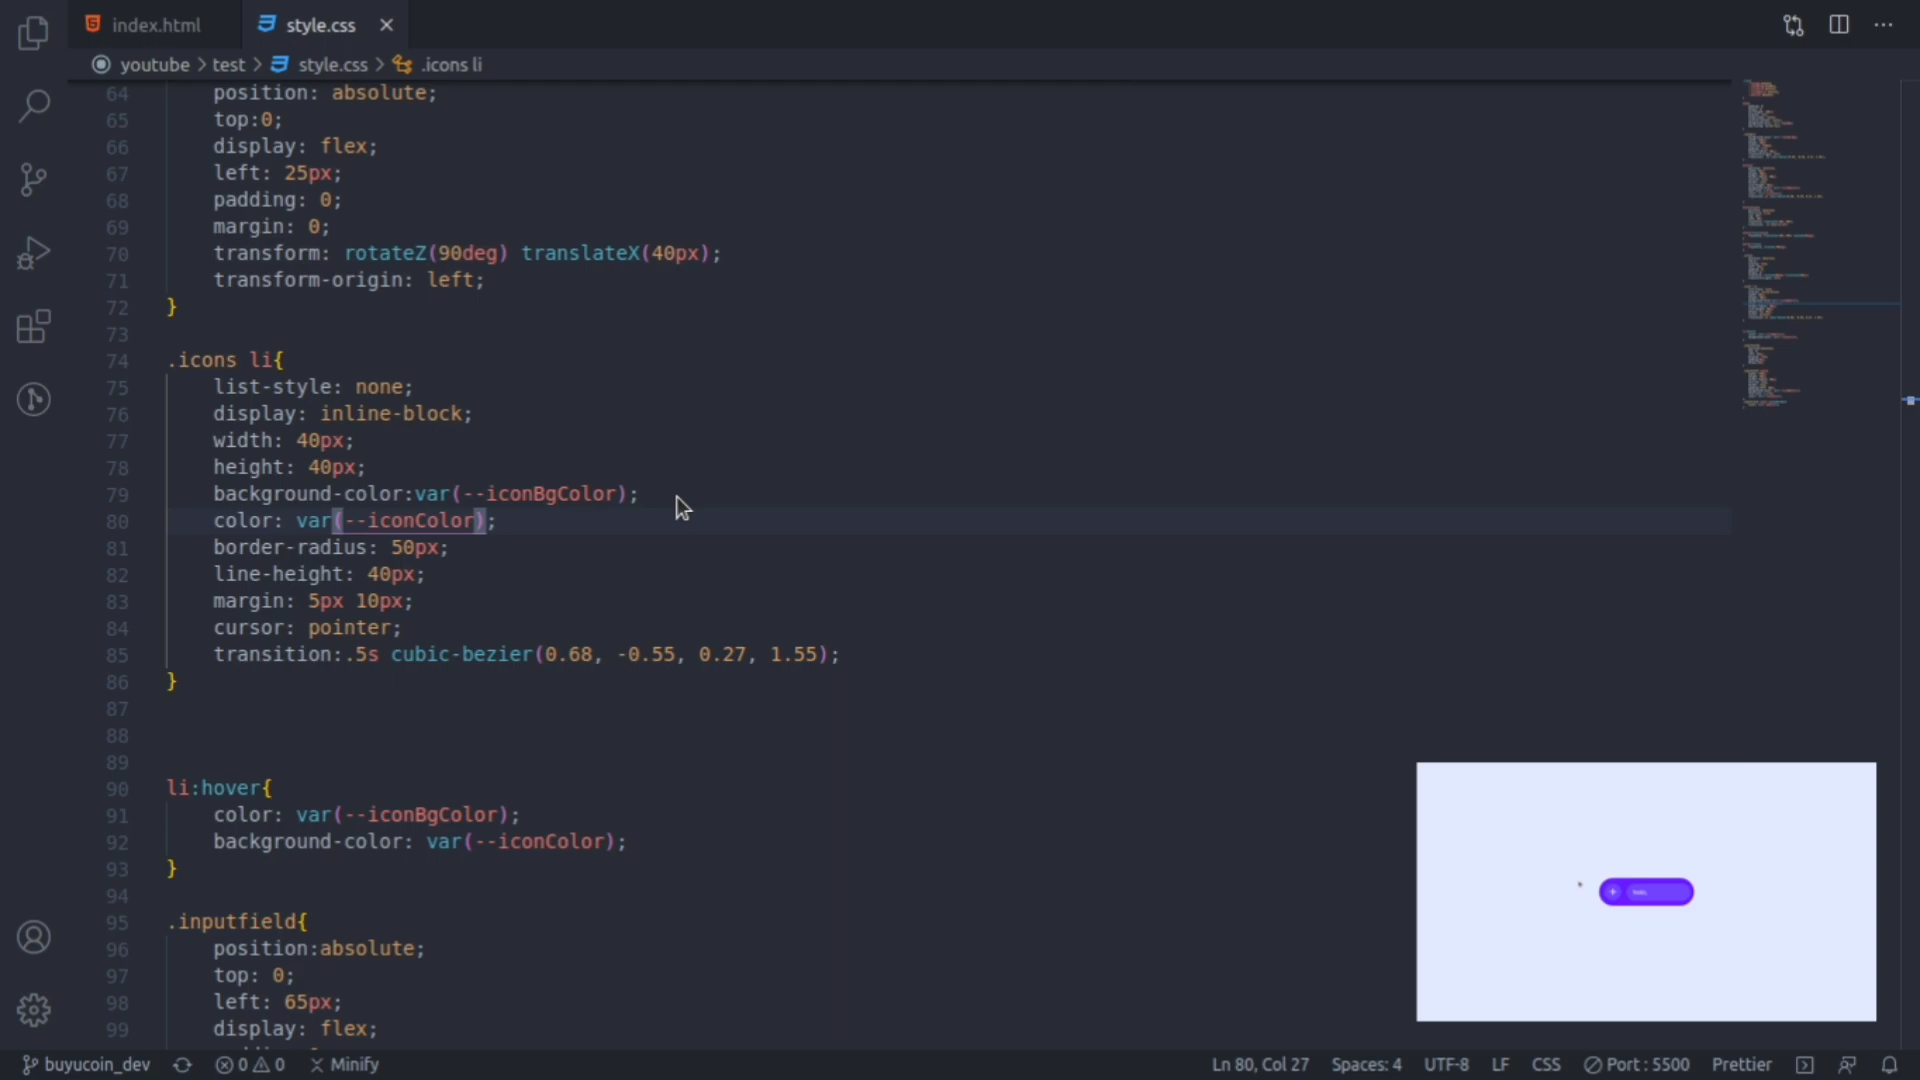 index.html
style.css
youtube > test > style.css > .icons li
64 position: absolute;
65 top:0;
66 display: flex;
67 left: 25px;
68 padding: 0;
69 margin: 0;
70 transform: rotateZ(90deg) translateX(40px);
71 transform-origin: left;
72 }
73
74 .icons li{
75 list-style: none;
76 display: inline-block;
77 width: 40px;
78 height: 40px;
79 background-color:var(--iconBgColor);
80 color: var(--iconColor);
81 border-radius: 50px;
82 line-height: 40px;
83 margin: 5px 10px;
84 cursor: pointer;
85 transition:.5s cubic-bezier(0.68, -0.55, 0.27, 1.55);
86 }
87
88
89
90 li:hover{
91 color: var(--iconBgColor);
92 background-color: var(--iconColor);
93 }
94
95 .inputfield{
96 position:absolute;
97 top: 0;
98 left: 65px;
99 display: flex;
buyucoin_dev 0 0 Minify Ln 80, Col 27 Spaces: 4 UTF-8 LF CSS Port : 5500 Prettier